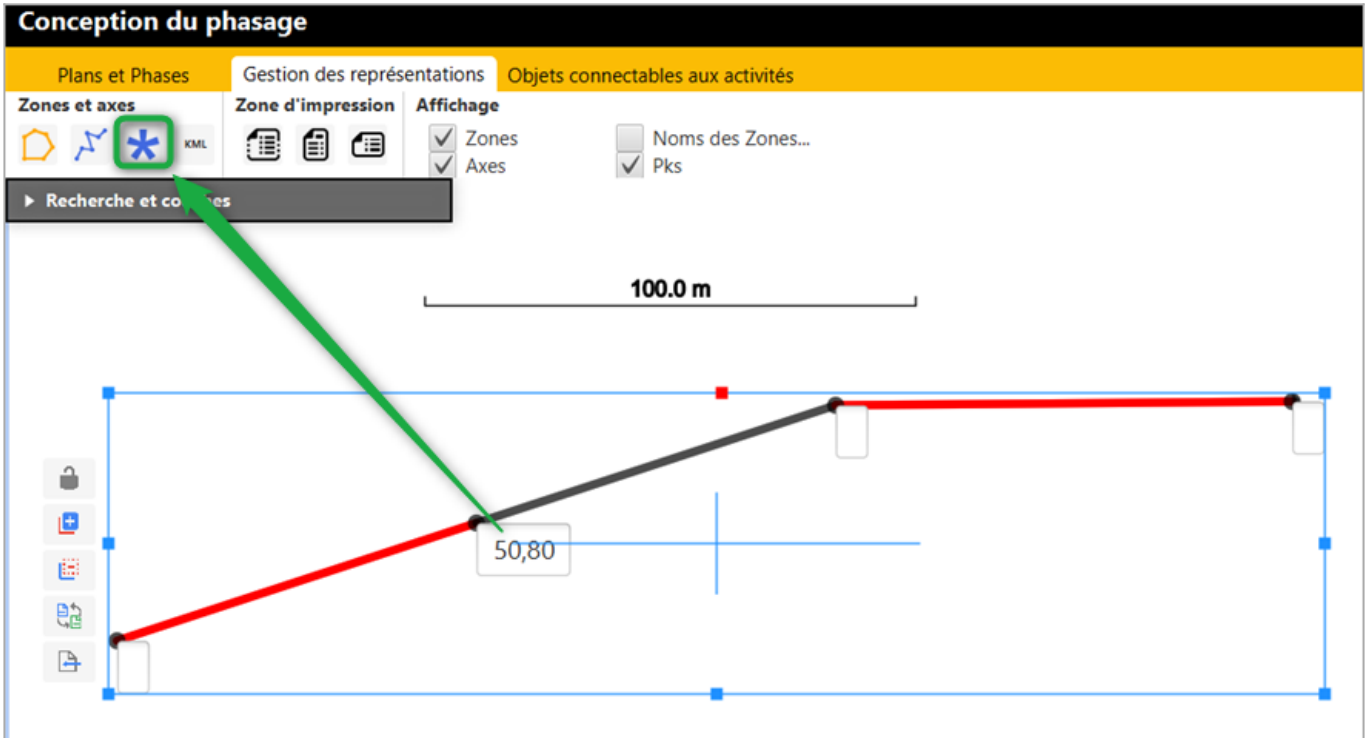 Conception du phasage
Plans et Phases Gestion des représentations Objets connectables aux activités
Zones et axes Zone d'impression Affichage
KML
Zones Noms des Zones...
Axes Pks
Recherche et
100.0 m
50,80